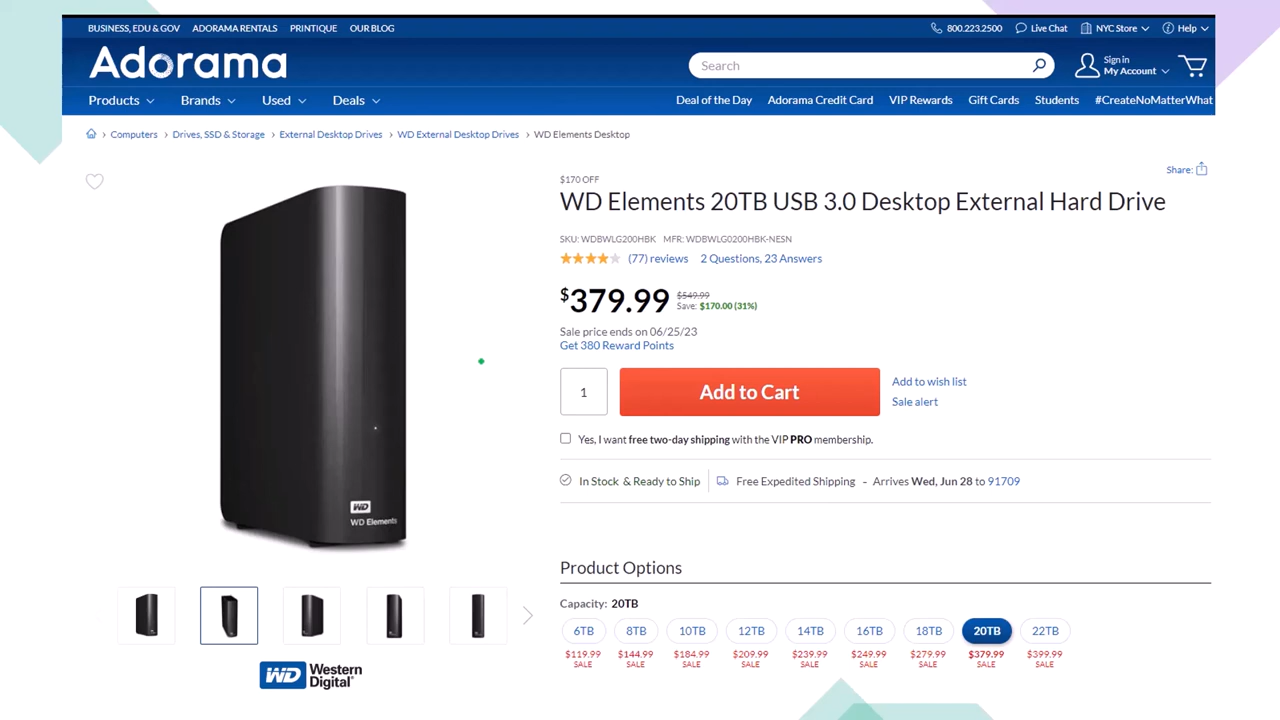 BUSINESS, EDU & GOV ADORAMA RENTALS PRINTIQUE OUR BLOG 800.223.2500 Live Chat NYC Store Help
Adorama Search Sign in
My Account
Products Brands Used Deals Deal of the Day Adorama Credit Card VIP Rewards Gift Cards Students #CreateNoMatterWhat
Computers > Drives, SSD & Storage > External Desktop Drives > WD External Desktop Drives > WD Elements Desktop
Share:
$170 OFF
WD Elements 20TB USB 3.0 Desktop External Hard Drive
SKU: WDBWLG200HBK MFR: WDBWLG0200HBK-NESN
(77) reviews 2 Questions, 23 Answers
$379.99 $549.99
Save: $170.00 (31%)
Sale price ends on 06/25/23
Get 380 Reward Points
1 Add to Cart Add to wish list
Sale alert
Yes, I want free two-day shipping with the VIP PRO membership.
In Stock & Ready to Ship Free Expedited Shipping - Arrives Wed, Jun 28 to 91709
WD
WD Elements
Product Options
Capacity: 20TB
6TB 8TB 10TB 12TB 14TB 16TB 18TB 20TB 22TB
$119.99 $144.99 $184.99 $209.99 $239.99 $249.99 $279.99 $379.99 $399.99
SALE SALE SALE SALE SALE SALE SALE SALE SALE
WD Western
Digital®